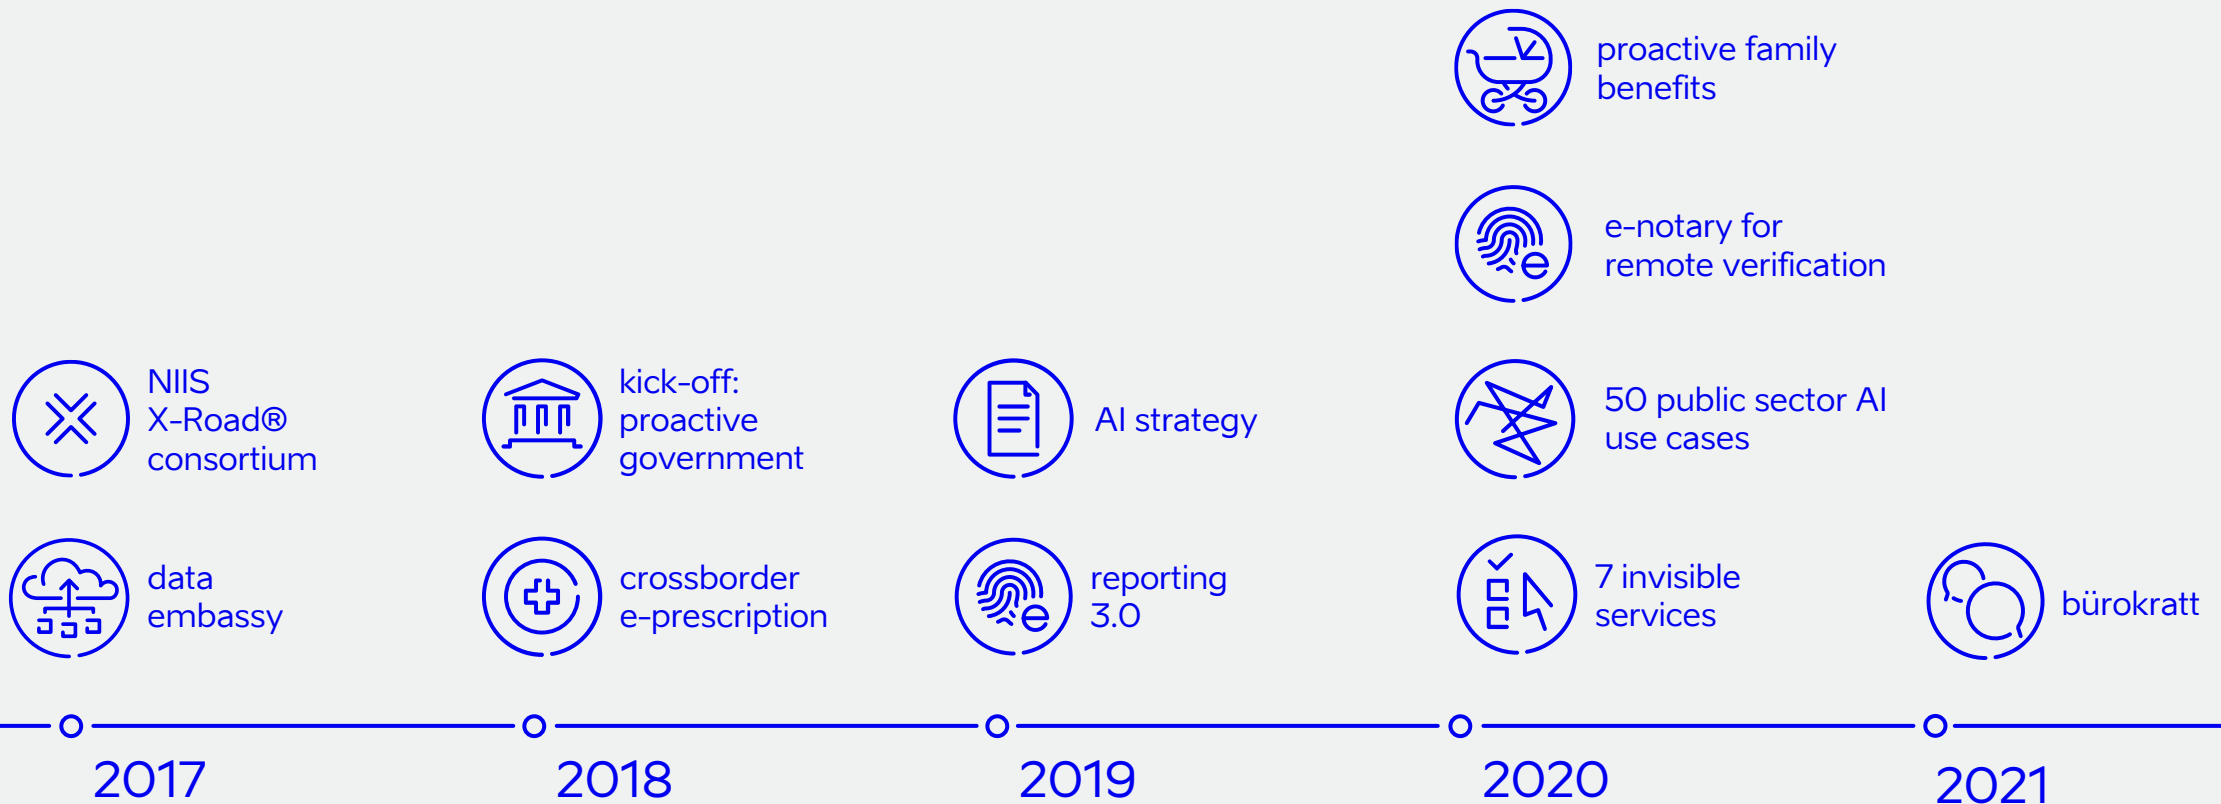 proactive family
benefits
e-notary for
remote verification
NIIS
X-Road®
consortium
kick-off:
proactive
government
AI strategy
50 public sector AI
use cases
data
embassy
crossborder
e-prescription
reporting
3.0
7 invisible
services
bürokratt
2017
2018
2019
2020
2021